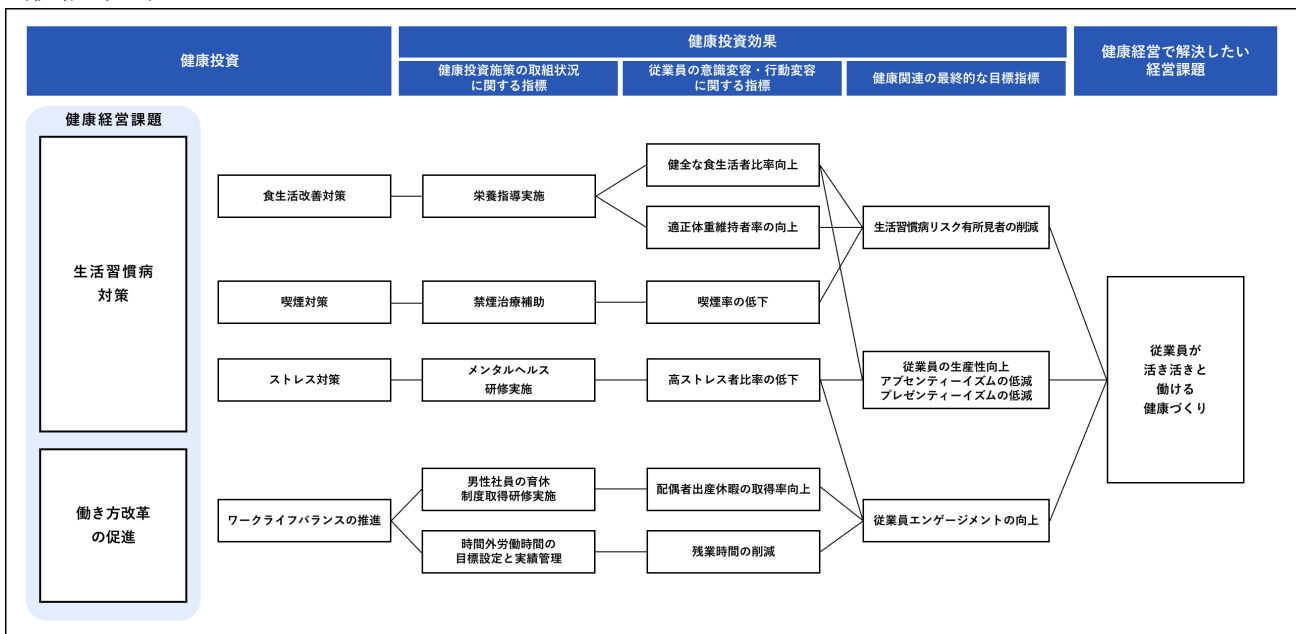 健康投資
健康投資効果
健康経営で解決したい
経営課題
健康投資施策の取組状況
に関する指標
従業員の意識変容・行動変容
に関する指標
健康関連の最終的な目標指標
健康経営課題
生活習慣病
対策
働き方改革
の促進
食生活改善対策
栄養指導実施
健全な食生活者比率向上
適正体重維持者率の向上
生活習慣病リスク有所見者の削減
喫煙対策
禁煙治療補助
喫煙率の低下
ストレス対策
メンタルヘルス
研修実施
高ストレス者比率の低下
従業員の生産性向上
アブセンティーイズムの低減
プレゼンティーイズムの低減
ワークライフバランスの推進
男性社員の育休
制度取得研修実施
配偶者出産休暇の取得率向上
時間外労働時間の
目標設定と実績管理
残業時間の削減
従業員エンゲージメントの向上
従業員が
活き活きと
働ける
健康づくり